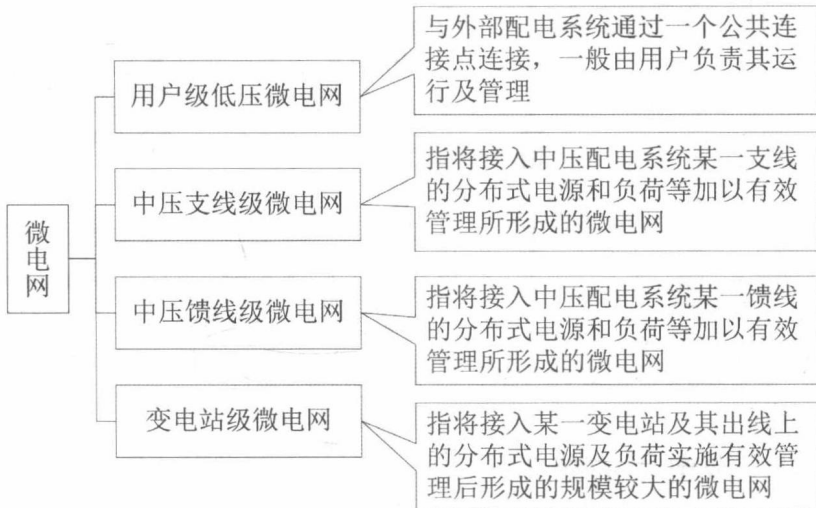 微电网
用户级低压微电网
与外部配电系统通过一个公共连
接点连接，一般由用户负责其运
行及管理
中压支线级微电网
指将接入中压配电系统某一支线
的分布式电源和负荷等加以有效
管理所形成的微电网
中压馈线级微电网
指将接入中压配电系统某一馈线
的分布式电源和负荷等加以有效
管理所形成的微电网
变电站级微电网
指将接入某一变电站及其出线上
的分布式电源及负荷实施有效管
理后形成的规模较大的微电网